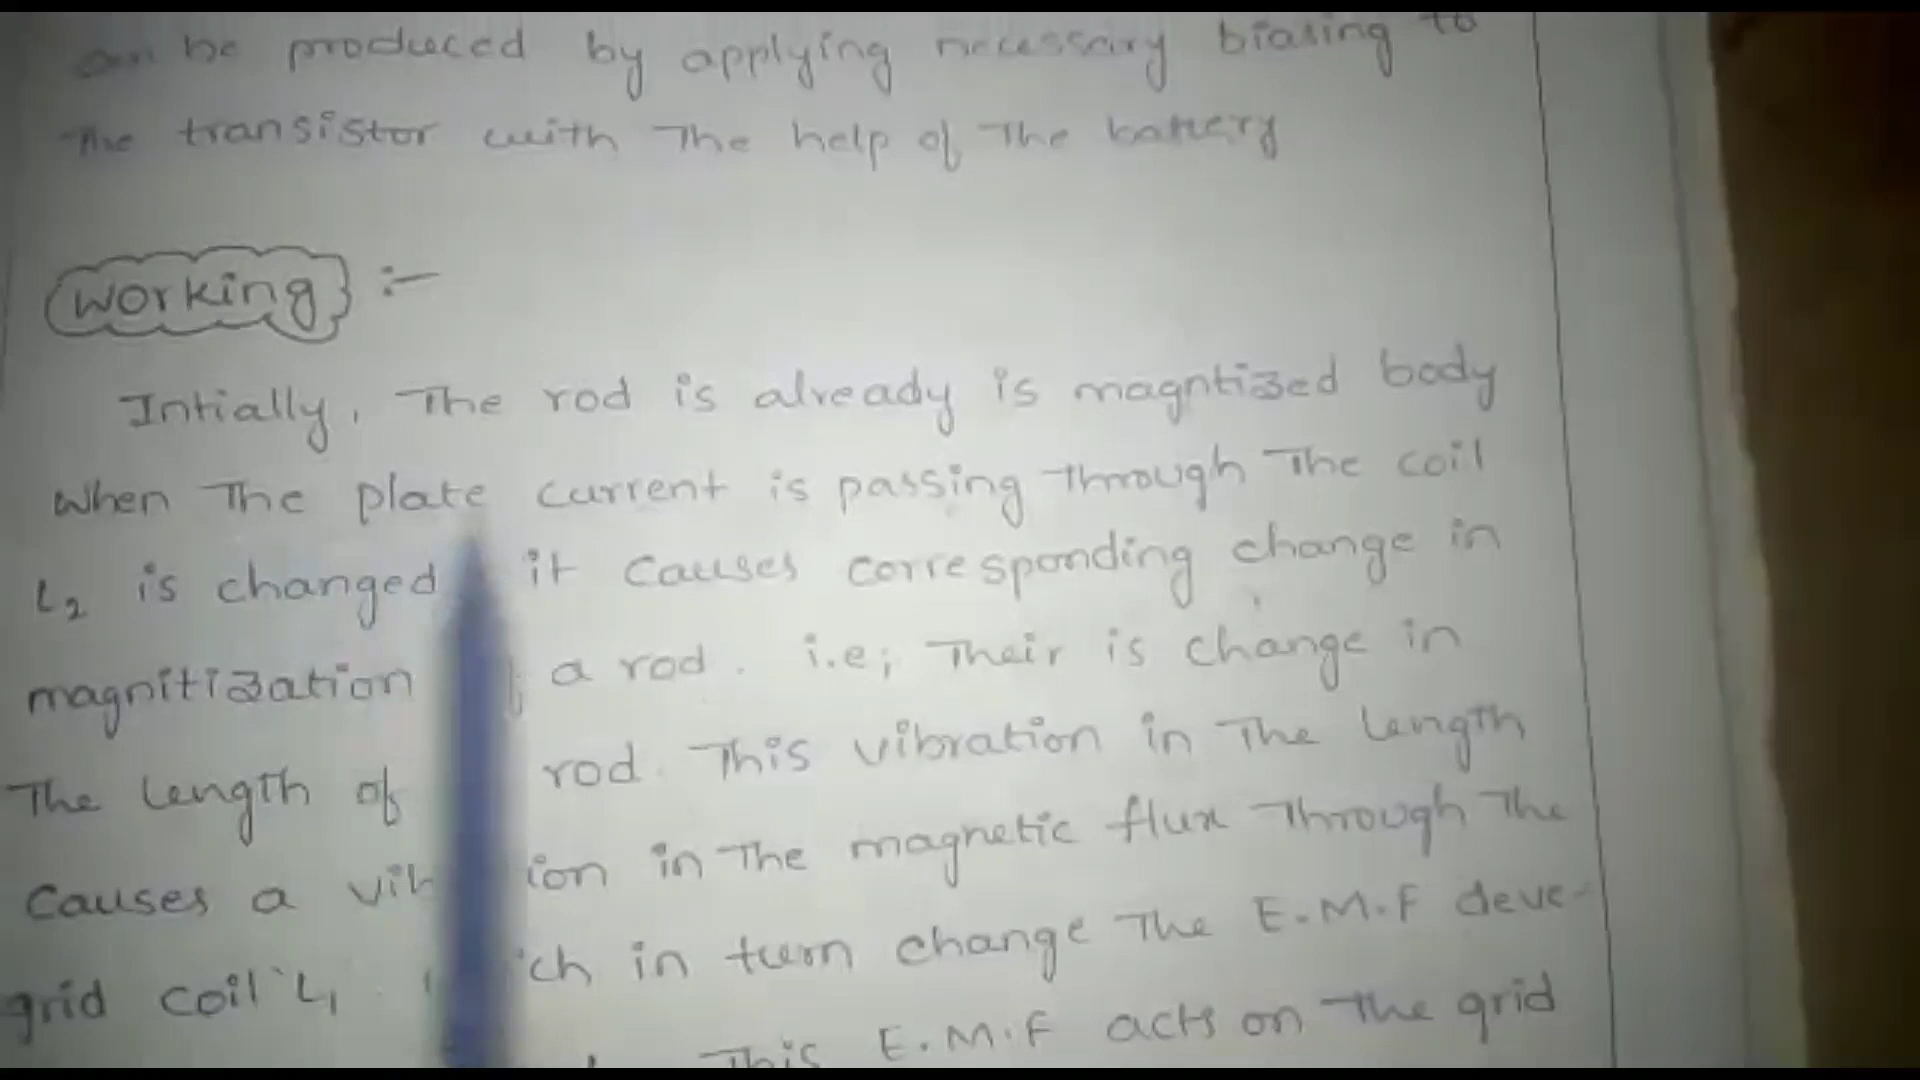 can be produced by applying necessary biasing to
The transistor with The help of The battery
Working :-
Intially, The rod is already is magntized body
When The plate current is passing through The coil
L2 is changed it causes corresponding change in
magnitization a rod. i.e; Their is change in
The length of rod. This vibration in The length
Causes a in The magnetic flux Through The
grid coil L1 in turn change The E.M.F deve-
This E.M.F acts on The grid